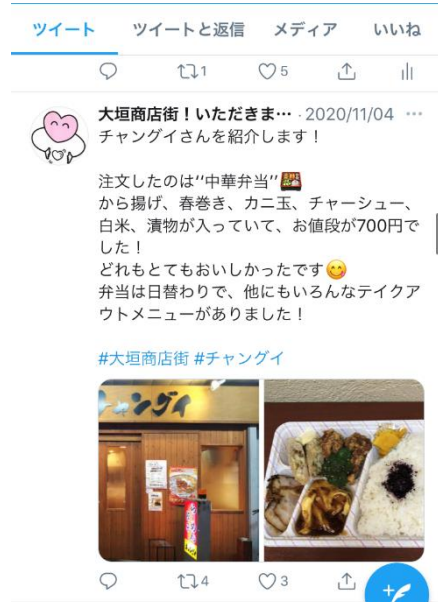 ツイート ツイートと返信 メディア いいね
1 5
大垣商店街！いただきま… · 2020/11/04
チャングイさんを紹介します！
注文したのは‘‘中華弁当’’🍱
から揚げ、春巻き、カニ玉、チャーシュー、
白米、漬物が入っていて、お値段が700円で
した！
どれもとてもおいしかったです😋
弁当は日替わりで、他にもいろんなテイクア
ウトメニューがありました！
#大垣商店街 #チャングイ
チャングイ
4 3